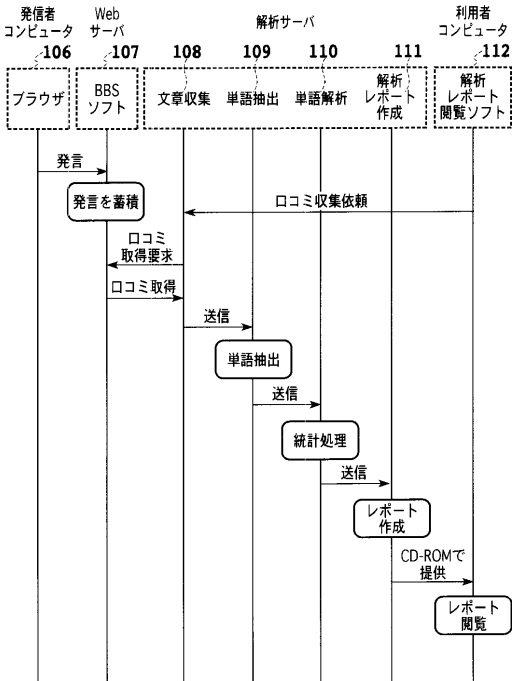 発信者
コンピュータ
Web
サーバ
解析サーバ
利用者
コンピュータ
106
107
108
109
110
111
112
ブラウザ
BBS
ソフト
文章収集
単語抽出
単語解析
解析
レポート
作成
解析
レポート
閲覧ソフト
発言
発言を蓄積
口コミ収集依頼
口コミ
取得要求
口コミ取得
送信
単語抽出
送信
統計処理
送信
レポート
作成
CD-ROMで
提供
レポート
閲覧